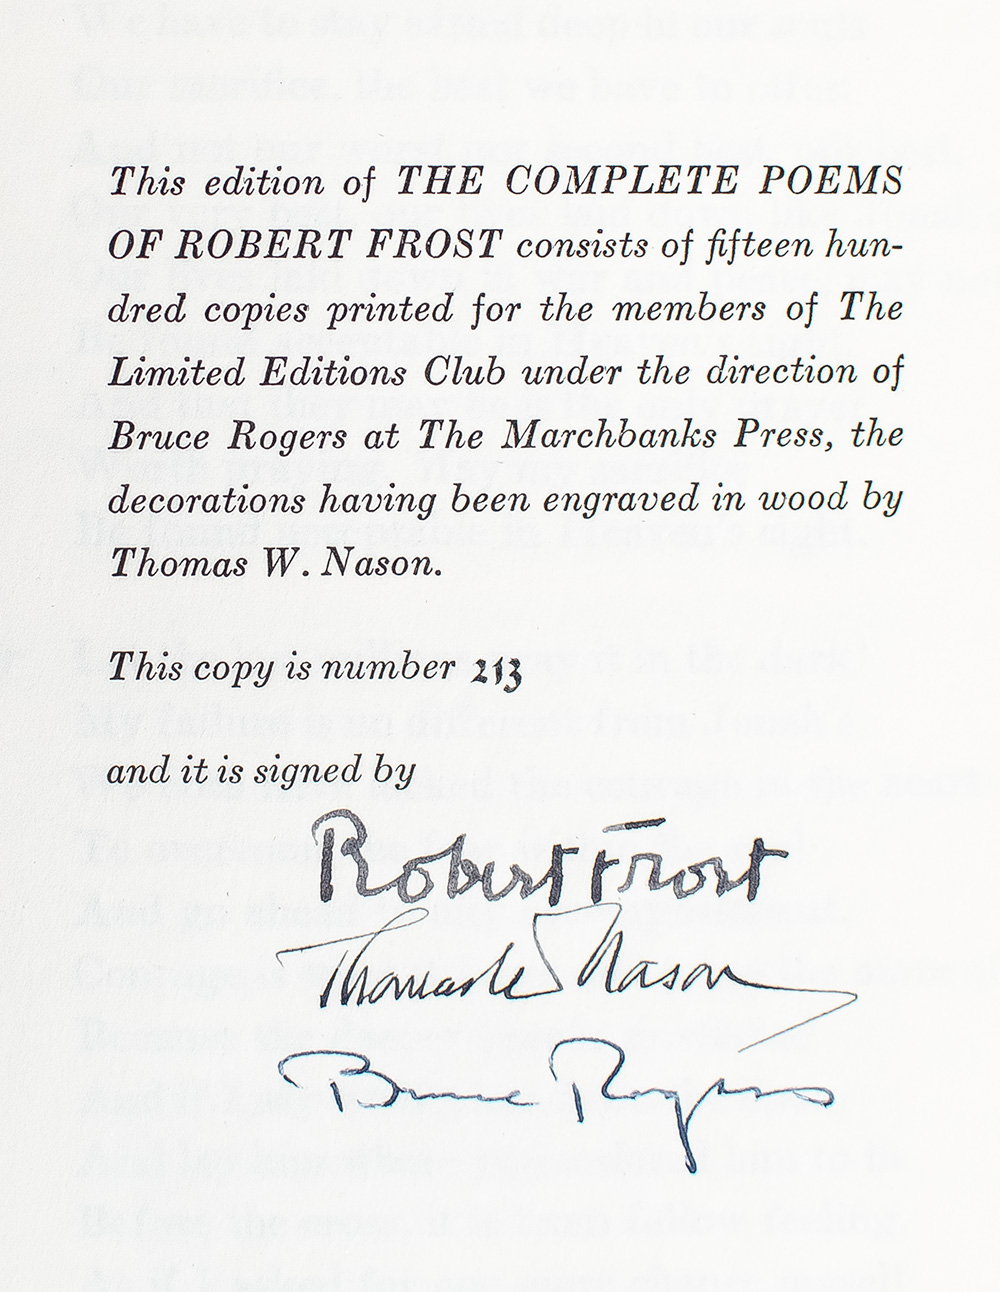 This edition of THE COMPLETE POEMS
OF ROBERT FROST consists of fifteen hun-
dred copies printed for the members of The
Limited Editions Club under the direction of
Bruce Rogers at The Marchbanks Press, the
decorations having been engraved in wood by
Thomas W. Nason.
This copy is number 213
and it is signed by
Robert Frost
Thomas W Nason
Bruce Rogers